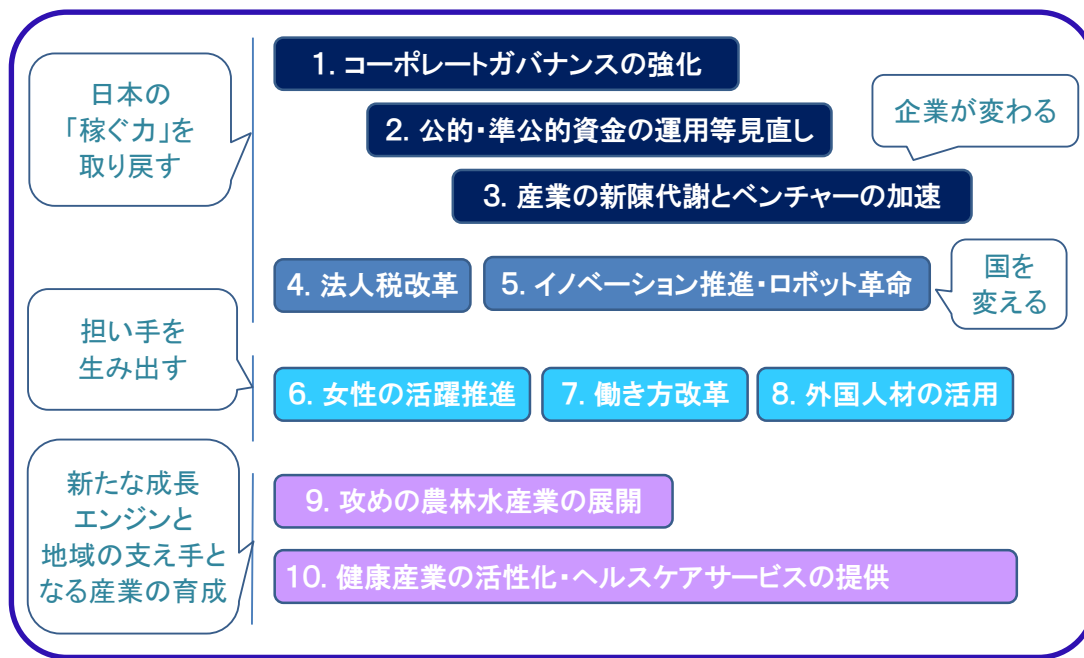 日本の
「稼ぐ力」を
取り戻す
1. コーポレートガバナンスの強化
2. 公的・準公的資金の運用等見直し
企業が変わる
3. 産業の新陳代謝とベンチャーの加速
4. 法人税改革
5. イノベーション推進・ロボット革命
国を
変える
担い手を
生み出す
6. 女性の活躍推進
7. 働き方改革
8. 外国人材の活用
新たな成長
エンジンと
地域の支え手と
なる産業の育成
9. 攻めの農林水産業の展開
10. 健康産業の活性化・ヘルスケアサービスの提供